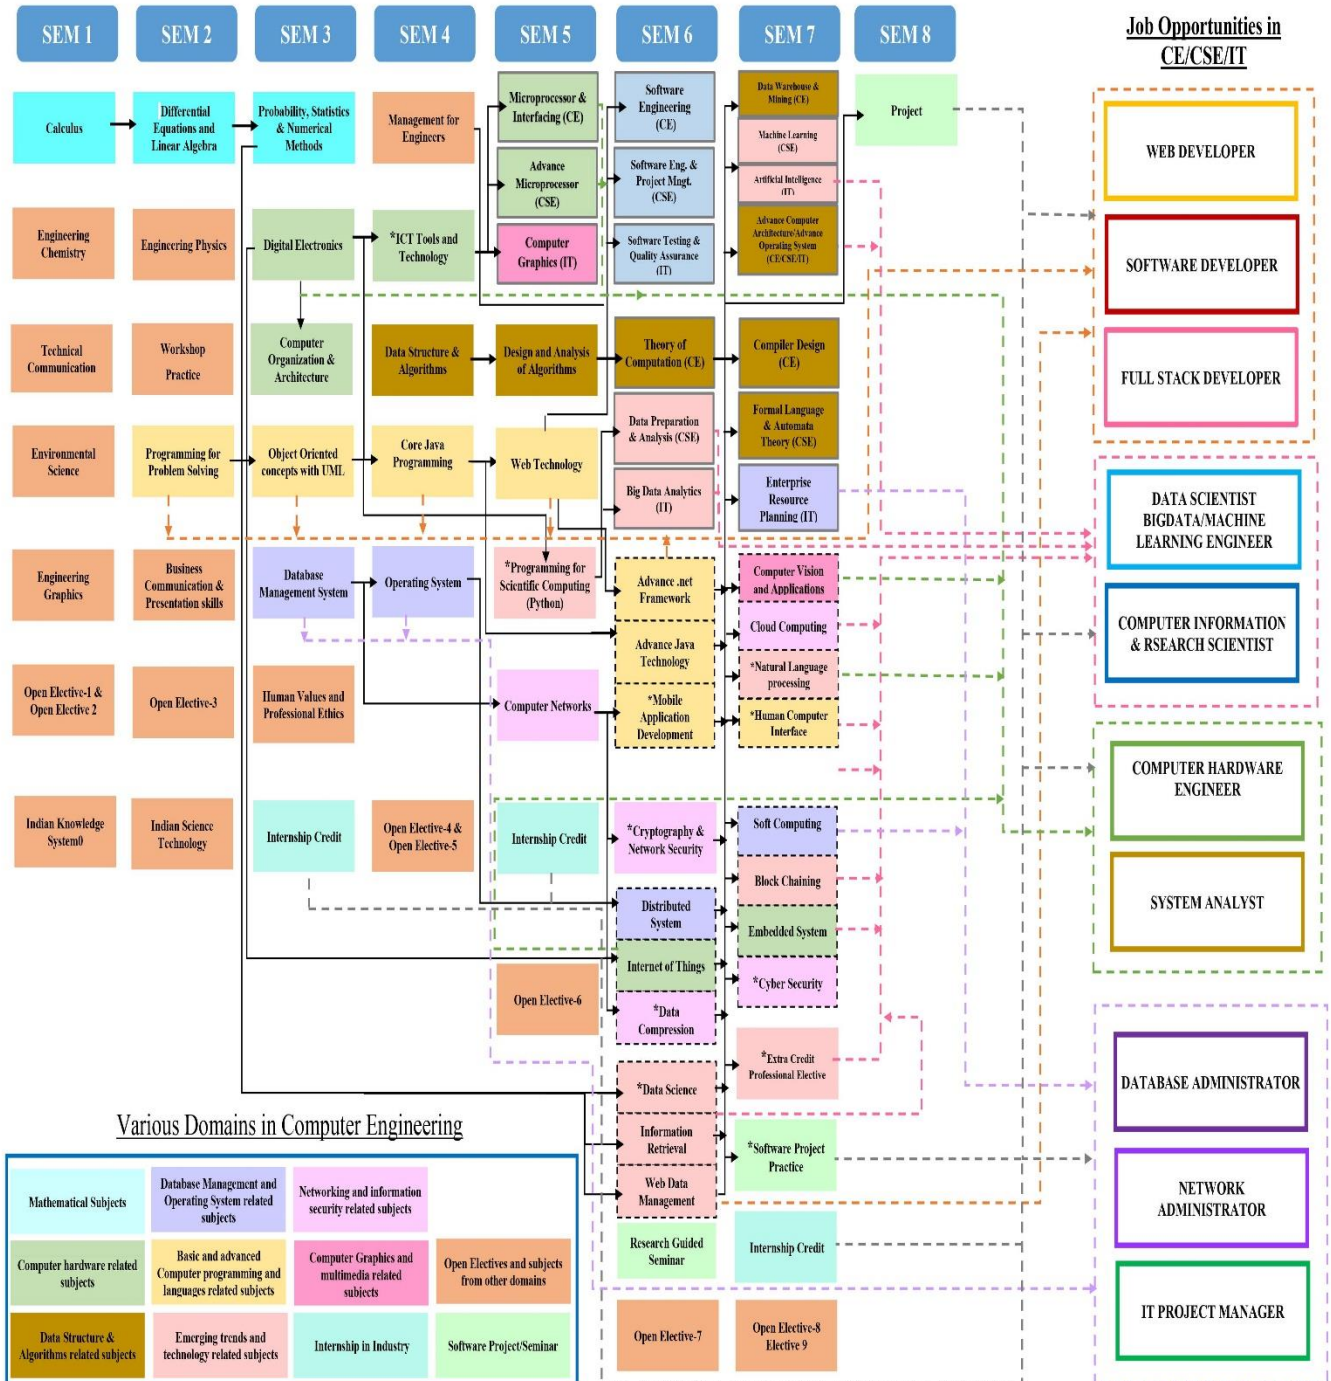 SEM 1
SEM 2
SEM 3
SEM 4
SEM 5
SEM 6
SEM 7
SEM 8
Job Opportunities in
CE/CSE/IT
Calculus
Differential
Equations and
Linear Algebra
Probability, Statistics
& Numerical
Methods
Management for
Engineers
Microprocessor &
Interfacing (CE)
Advance
Microprocessor
(CSE)
Software
Engineering
(CE)
Software Eng. &
Project Mngt.
(CSE)
Data Warehouse &
Mining (CE)
Machine Learning
(CSE)
Artificial Intelligence
(IT)
Project
WEB DEVELOPER
Engineering
Chemistry
Engineering Physics
Digital Electronics
*ICT Tools and
Technology
Computer
Graphics (IT)
Software Testing &
Quality Assurance
(IT)
Advance Computer
Architecture/Advance
Operating System
(CE/CSE/IT)
SOFTWARE DEVELOPER
Technical
Communication
Workshop
Practice
Computer
Organization &
Architecture
Data Structure &
Algorithms
Design and Analysis
of Algorithms
Theory of
Computation (CE)
Compiler Design
(CE)
FULL STACK DEVELOPER
Environmental
Science
Programming for
Problem Solving
Object Oriented
concepts with UML
Core Java
Programming
Web Technology
Data Preparation
& Analysis (CSE)
Big Data Analytics
(IT)
Formal Language
& Automata
Theory (CSE)
Enterprise
Resource
Planning (IT)
DATA SCIENTIST
BIGDATA/MACHINE
LEARNING ENGINEER
Engineering
Graphics
Business
Communication &
Presentation skills
Database
Management System
Operating System
*Programming for
Scientific Computing
(Python)
Advance .net
Framework
Advance Java
Technology
Computer Vision
and Applications
Cloud Computing
COMPUTER INFORMATION
& RSEARCH SCIENTIST
Open Elective-1 &
Open Elective 2
Open Elective-3
Human Values and
Professional Ethics
Computer Networks
*Mobile
Application
Development
*Natural Language
processing
*Human Computer
Interface
COMPUTER HARDWARE
ENGINEER
Indian Knowledge
System0
Indian Science
Technology
Internship Credit
Open Elective-4 &
Open Elective-5
Internship Credit
*Cryptography &
Network Security
Soft Computing
Block Chaining
SYSTEM ANALYST
Distributed
System
Embedded System
Internet of Things
*Cyber Security
Open Elective-6
*Data
Compression
*Data Science
*Extra Credit
Professional Elective
DATABASE ADMINISTRATOR
Information
Retrieval
*Software Project
Practice
Web Data
Management
NETWORK
ADMINISTRATOR
Research Guided
Seminar
Internship Credit
Open Elective-7
Open Elective-8
Elective 9
IT PROJECT MANAGER
Various Domains in Computer Engineering
Mathematical Subjects
Database Management and
Operating System related
subjects
Networking and information
security related subjects
Computer hardware related
subjects
Basic and advanced
Computer programming and
languages related subjects
Computer Graphics and
multimedia related
subjects
Open Electives and subjects
from other domains
Data Structure &
Algorithms related subjects
Emerging trends and
technology related subjects
Internship in Industry
Software Project/Seminar